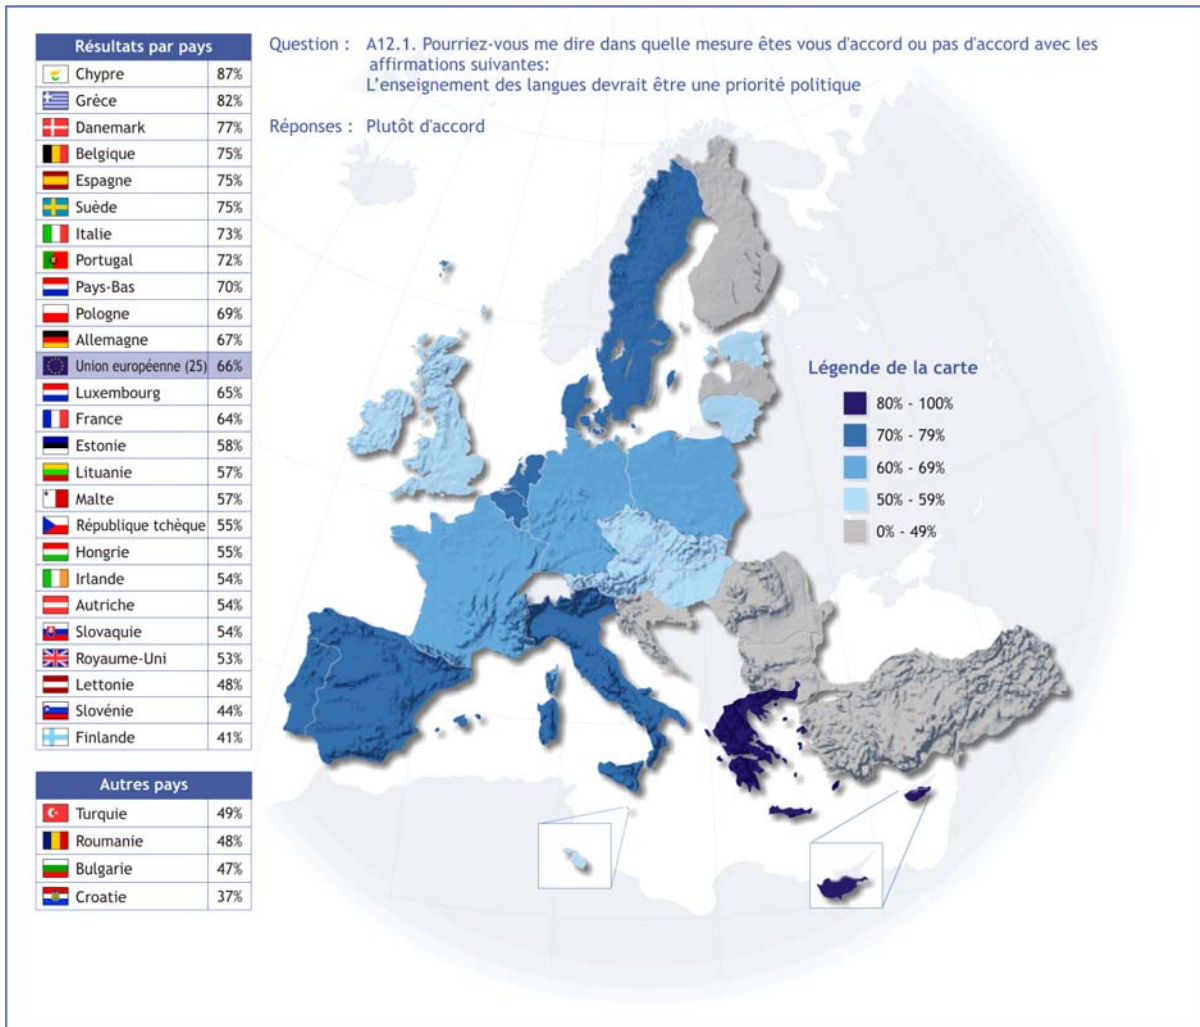 Résultats par pays
Chypre 87%
Grèce 82%
Danemark 77%
Belgique 75%
Espagne 75%
Suède 75%
Italie 73%
Portugal 72%
Pays-Bas 70%
Pologne 69%
Allemagne 67%
Union européenne (25) 66%
Luxembourg 65%
France 64%
Estonie 58%
Lituanie 57%
Malte 57%
République tchèque 55%
Hongrie 55%
Irlande 54%
Autriche 54%
Slovaquie 54%
Royaume-Uni 53%
Lettonie 48%
Slovénie 44%
Finlande 41%
Autres pays
Turquie 49%
Roumanie 48%
Bulgarie 47%
Croatie 37%
Question : A12.1. Pourriez-vous me dire dans quelle mesure êtes vous d'accord ou pas d'accord avec les
affirmations suivantes:
L'enseignement des langues devrait être une priorité politique
Réponses : Plutôt d'accord
Légende de la carte
80% - 100%
70% - 79%
60% - 69%
50% - 59%
0% - 49%